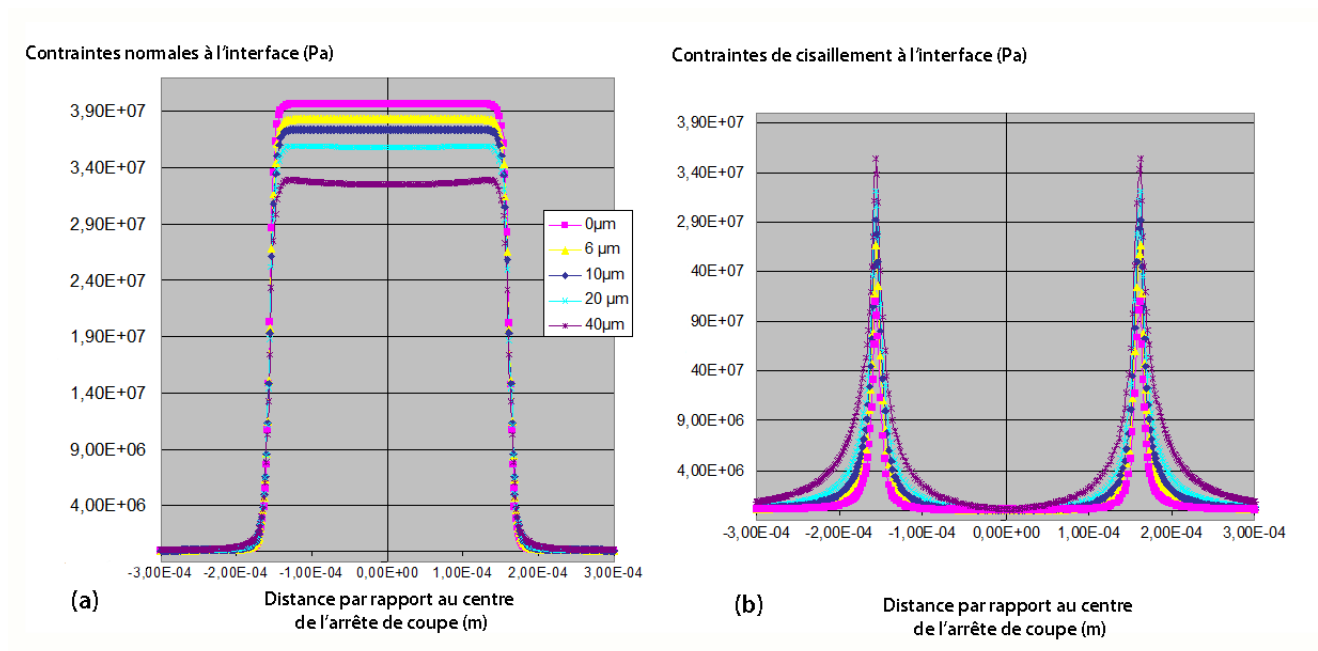 Contraintes normales à l'interface (Pa)
3,90E+07
3,40E+07
2,90E+07
2,40E+07
1,90E+07
1,40E+07
9,00E+06
4,00E+06
-3,00E-04 -2,00E-04 -1,00E-04 0,00E+00 1,00E-04 2,00E-04 3,00E-04
(a)
Distance par rapport au centre
de l'arrête de coupe (m)
0µm
6 µm
10µm
20 µm
40µm
Contraintes de cisaillement à l'interface (Pa)
3,90E+07
3,40E+07
2,90E+07
40E+07
90E+07
40E+07
9,00E+06
4,00E+06
-3,00E-04 -2,00E-04 -1,00E-04 0,00E+00 1,00E-04 2,00E-04 3,00E-04
(b)
Distance par rapport au centre
de l'arrête de coupe (m)